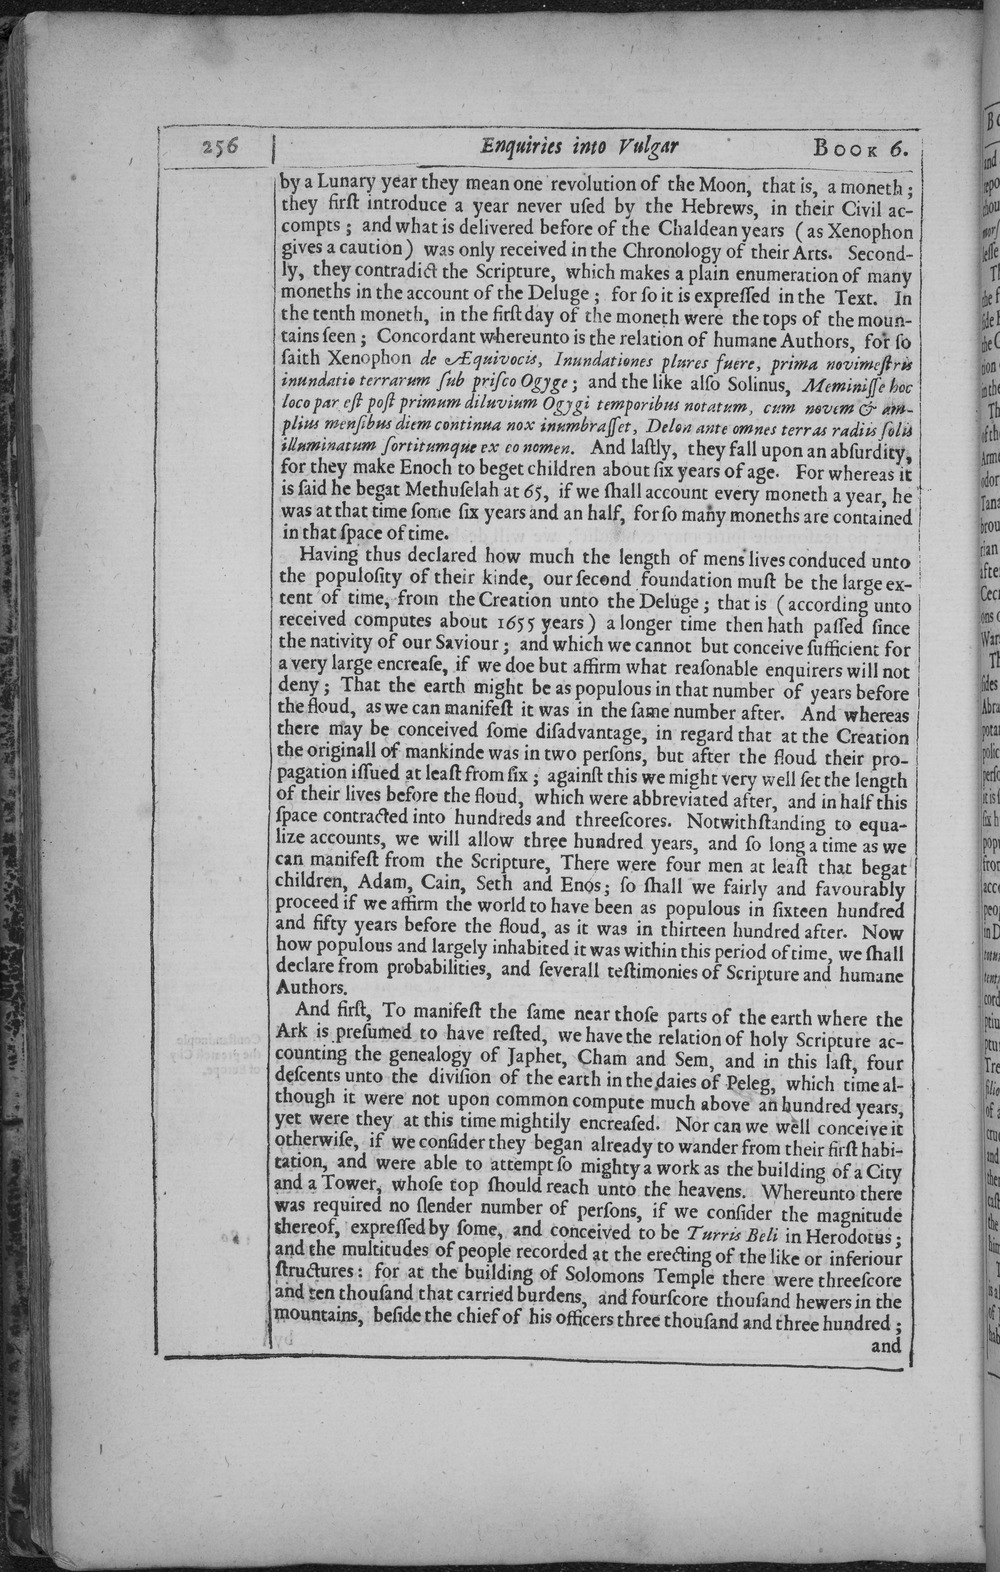 256 Enquiries into Vulgar Book 6.
by a Lunary year they mean one revolution of the Moon, that is, a moneth;
they firſt introduce a year never uſed by the Hebrews, in their Civil ac-
compts; and what is delivered before of the Chaldean years (as Xenophon
gives a caution) was only received in the Chronology of their Arts. Second-
ly, they contradict the Scripture, which makes a plain enumeration of many
moneths in the account of the Deluge; for ſo it is expreſſed in the Text. In
the tenth moneth, in the firſt day of the moneth were the tops of the moun-
tains ſeen; Concordant whereunto is the relation of humane Authors, for ſo
ſaith Xenophon de Æquivocis, Inundationes plures fuere, prima novimeſtris
inundatio terrarum ſub priſco Ogyge; and the like alſo Solinus, Meminiſſe hoc
loco par eſt poſt primum diluvium Ogygi temporibus notatum, cum novem & am-
plius menſibus diem continua nox inumbraſſet, Delon ante omnes terras radiis ſolis
illuminatum ſortitumque ex eo nomen. And laſtly, they fall upon an abſurdity,
for they make Enoch to beget children about ſix years of age. For whereas it
is ſaid he begat Methuſelah at 65, if we ſhall account every moneth a year, he
was at that time ſome ſix years and an half, for ſo many moneths are contained
in that ſpace of time.
Having thus declared how much the length of mens lives conduced unto
the populoſity of their kinde, our ſecond foundation muſt be the large ex-
tent of time, from the Creation unto the Deluge; that is (according unto
received computes about 1655 years) a longer time then hath paſſed ſince
the nativity of our Saviour; and which we cannot but conceive ſufficient for
a very large encreaſe, if we doe but affirm what reaſonable enquirers will not
deny; That the earth might be as populous in that number of years before
the floud, as we can manifeſt it was in the ſame number after. And whereas
there may be conceived ſome diſadvantage, in regard that at the Creation
the originall of mankinde was in two perſons, but after the floud their pro-
pagation iſſued at leaſt from ſix; againſt this we might very well ſet the length
of their lives before the floud, which were abbreviated after, and in half this
ſpace contracted into hundreds and threeſcores. Notwithſtanding to equa-
lize accounts, we will allow three hundred years, and ſo long a time as we
can manifeſt from the Scripture, There were four men at leaſt that begat
children, Adam, Cain, Seth and Enos; ſo ſhall we fairly and favourably
proceed if we affirm the world to have been as populous in ſixteen hundred
and fifty years before the floud, as it was in thirteen hundred after. Now
how populous and largely inhabited it was within this period of time, we ſhall
declare from probabilities, and ſeverall teſtimonies of Scripture and humane
Authors.
And firſt, To manifeſt the ſame near thoſe parts of the earth where the
Ark is preſumed to have reſted, we have the relation of holy Scripture ac-
counting the genealogy of Japhet, Cham and Sem, and in this laſt, four
deſcents unto the diviſion of the earth in the daies of Peleg, which time al-
though it were not upon common compute much above an hundred years,
yet were they at this time mightily encreaſed. Nor can we well conceive it
otherwiſe, if we conſider they began already to wander from their firſt habi-
tation, and were able to attempt ſo mighty a work as the building of a City
and a Tower, whoſe top ſhould reach unto the heavens. Whereunto there
was required no ſlender number of perſons, if we conſider the magnitude
thereof, expreſſed by ſome, and conceived to be Turris Beli in Herodotus;
and the multitudes of people recorded at the erecting of the like or inferiour
ſtructures: for at the building of Solomons Temple there were threeſcore
and ten thouſand that carried burdens, and fourſcore thouſand hewers in the
mountains, beſide the chief of his officers three thouſand and three hundred;
and